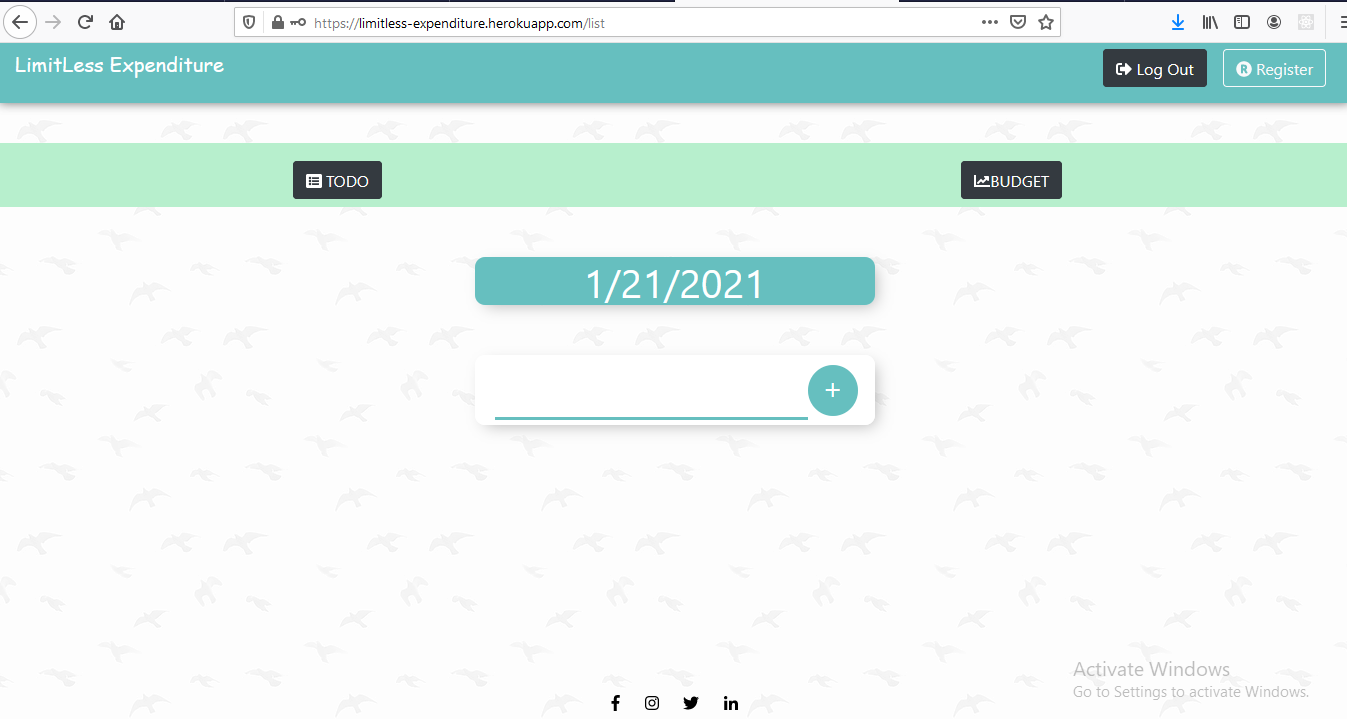 https://limitless-expenditure.herokuapp.com/list
LimitLess Expenditure
Log Out
R Register
TODO
BUDGET
1/21/2021
+
Activate Windows
Go to Settings to activate Windows.